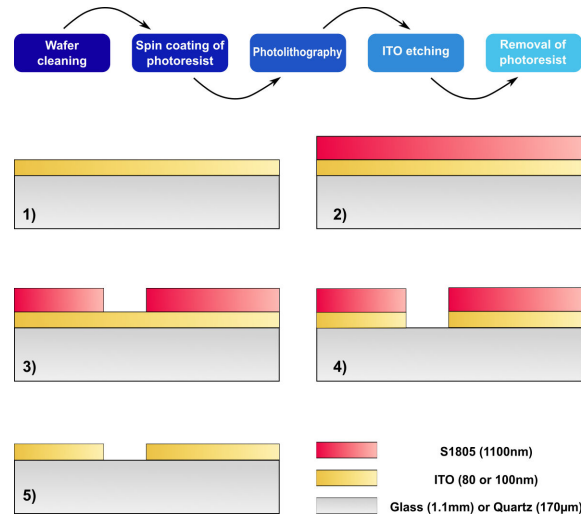 Wafer
cleaning
Spin coating of
photoresist
Photolithography
ITO etching
Removal of
photoresist
1)
2)
3)
4)
5)
S1805 (1100nm)
ITO (80 or 100nm)
Glass (1.1mm) or Quartz (170μm)